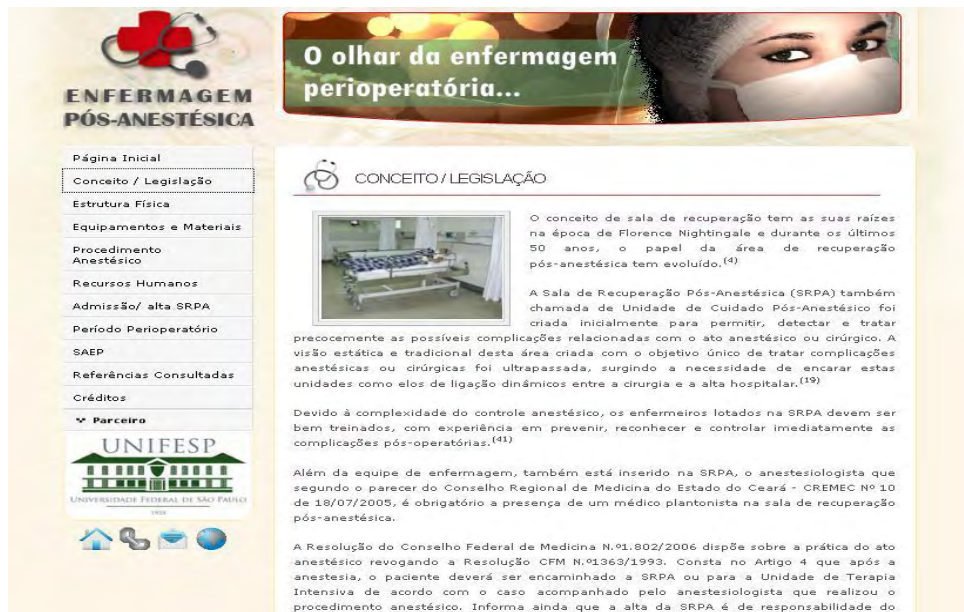 ENFERMAGEM
PÓS-ANESTÉSICA
O olhar da enfermagem
perioperatória...
Página Inicial
Conceito / Legislação
Estrutura Física
Equipamentos e Materiais
Procedimento
Anestésico
Recursos Humanos
Admissão/ alta SRPA
Período Perioperatório
SAEP
Referências Consultadas
Créditos
Parceiro
UNIFESP
UNIVERSIDADE FEDERAL DE SÃO PAULO
1933
CONCEITO / LEGISLAÇÃO
O conceito de sala de recuperação tem as suas raízes
na época de Florence Nightingale e durante os últimos
50 anos, o papel da área de recuperação
pós-anestésica tem evoluído.(4)
A Sala de Recuperação Pós-Anestésica (SRPA) também
chamada de Unidade de Cuidado Pós-Anestésico foi
criada inicialmente para permitir, detectar e tratar
precocemente as possíveis complicações relacionadas com o ato anestésico ou cirúrgico. A
visão estática e tradicional desta área criada com o objetivo único de tratar complicações
anestésicas ou cirúrgicas foi ultrapassada, surgindo a necessidade de encarar estas
unidades como elos de ligação dinâmicos entre a cirurgia e a alta hospitalar.(19)
Devido à complexidade do controle anestésico, os enfermeiros lotados na SRPA devem ser
bem treinados, com experiência em prevenir, reconhecer e controlar imediatamente as
complicações pós-operatórias.(41)
Além da equipe de enfermagem, também está inserido na SRPA, o anestesiologista que
segundo o parecer do Conselho Regional de Medicina do Estado do Ceará - CREMEC Nº 10
de 18/07/2005, é obrigatório a presença de um médico plantonista na sala de recuperação
pós-anestésica.
A Resolução do Conselho Federal de Medicina N.º1.802/2006 dispõe sobre a prática do ato
anestésico revogando a Resolução CFM N.º1363/1993. Consta no Artigo 4 que após a
anestesia, o paciente deverá ser encaminhado a SRPA ou para a Unidade de Terapia
Intensiva de acordo com o caso acompanhado pelo anestesiologista que realizou o
procedimento anestésico. Informa ainda que a alta da SRPA é de responsabilidade do